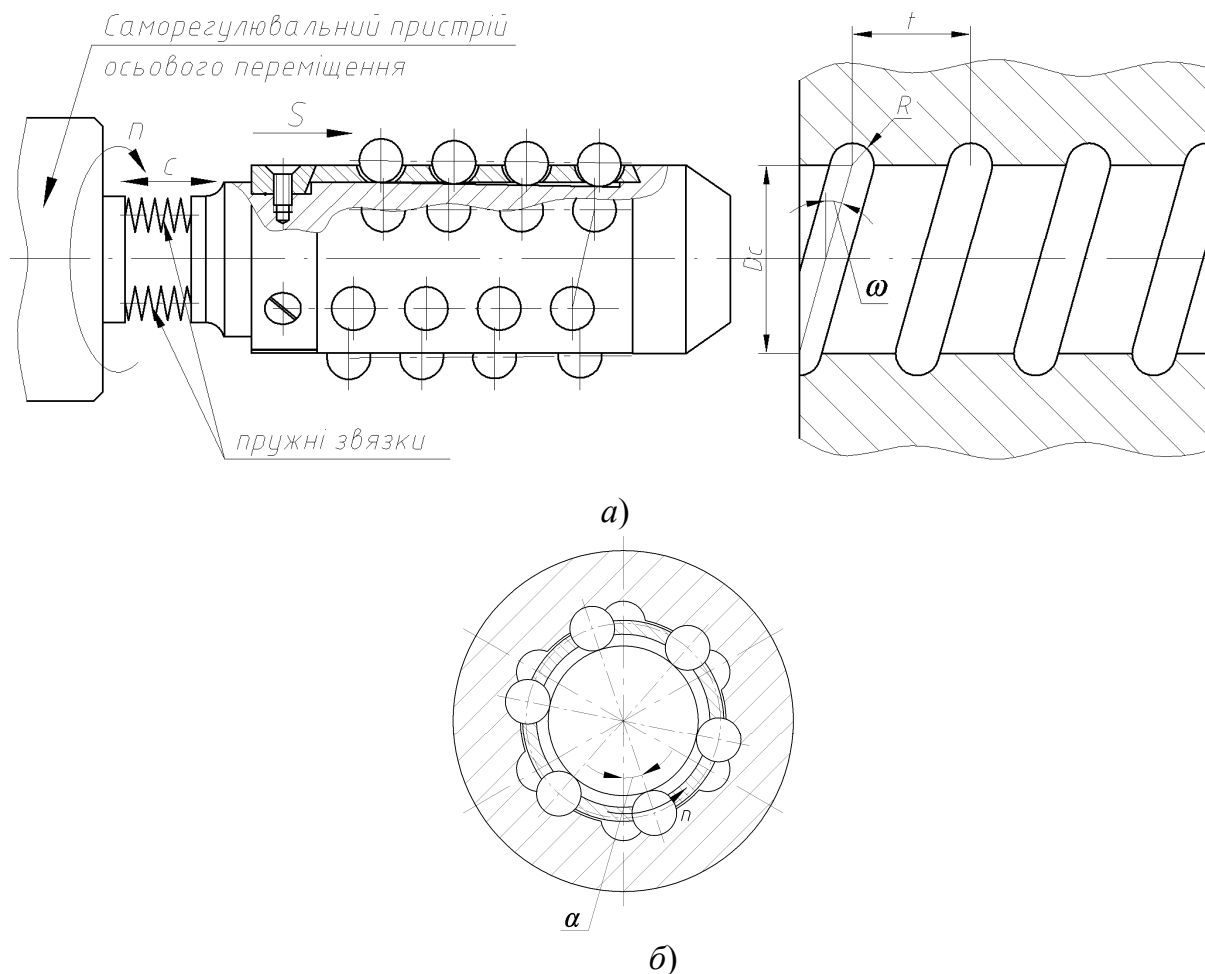 Саморегулювальний пристрій
осьового переміщення
n
c
S
t
R
Dc
ω
пружні звязки
а)
n
α
б)